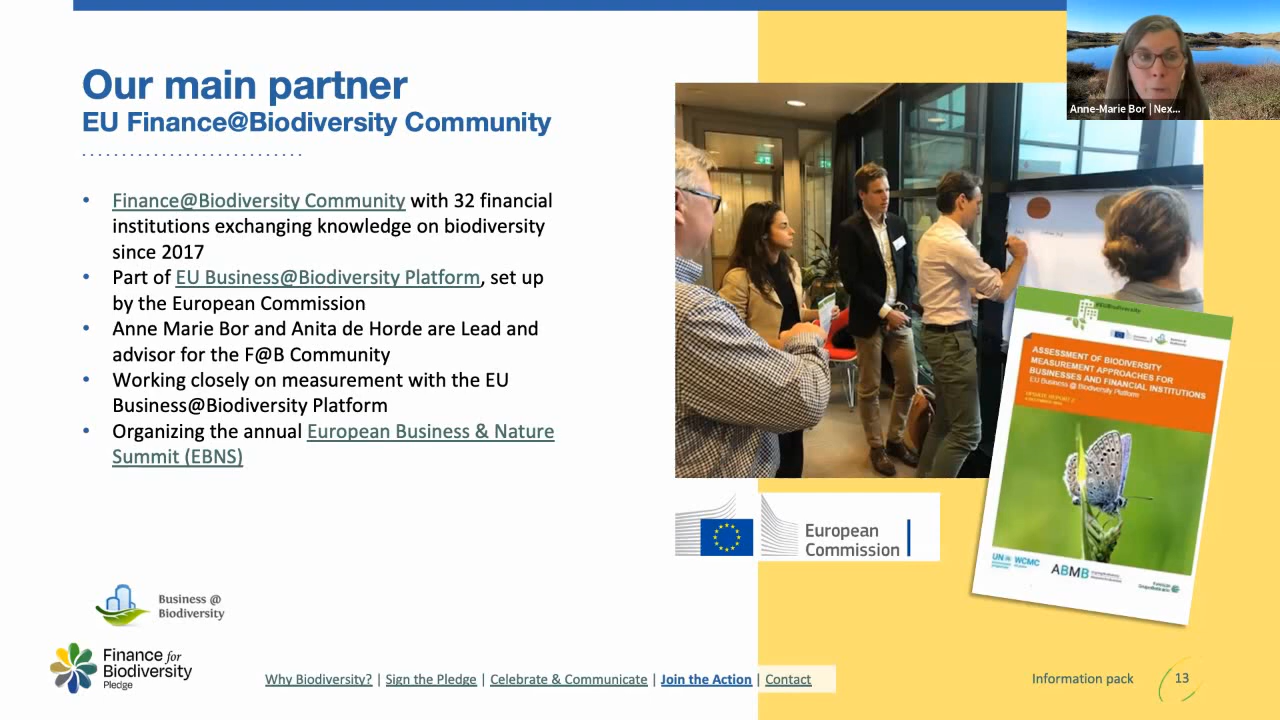 Our main partner
EU Finance@Biodiversity Community
• Finance@Biodiversity Community with 32 financial
institutions exchanging knowledge on biodiversity
since 2017
• Part of EU Business@Biodiversity Platform, set up
by the European Commission
• Anne Marie Bor and Anita de Horde are Lead and
advisor for the F@B Community
• Working closely on measurement with the EU
Business@Biodiversity Platform
• Organizing the annual European Business & Nature
Summit (EBNS)
Anne-Marie Bor | Nex...
#EUBiodiversity
ASSESSMENT OF BIODIVERSITY
MEASUREMENT APPROACHES FOR
BUSINESSES AND FINANCIAL INSTITUTIONS
EU Business @ Biodiversity Platform
UPDATE REPORT 2
UN WCMC
ABMB
European
Commission
Business @
Biodiversity
Finance for
Biodiversity
Pledge
Why Biodiversity? | Sign the Pledge | Celebrate & Communicate | Join the Action | Contact
Information pack
13